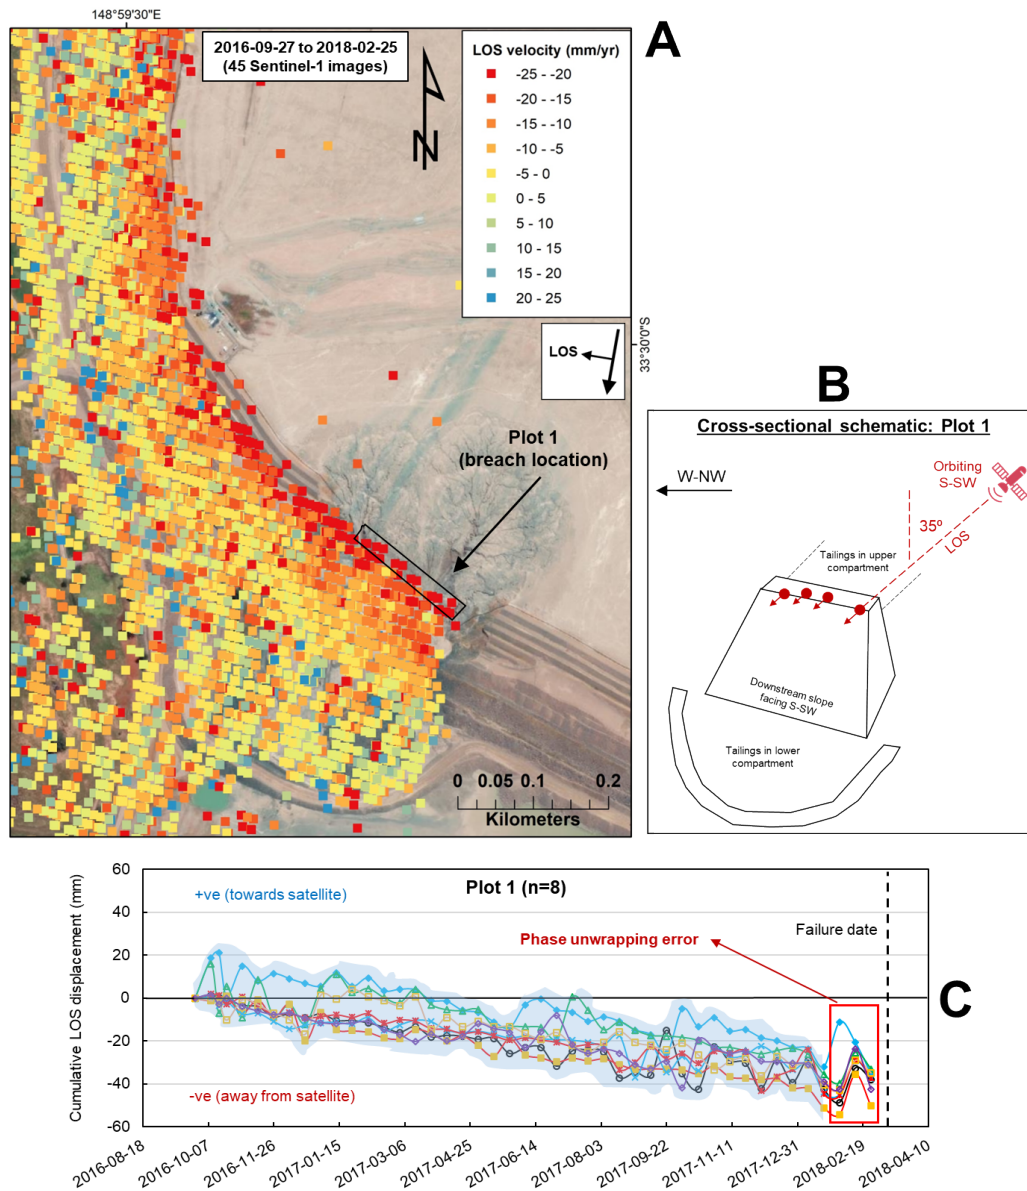 148°59'30"E
A
2016-09-27 to 2018-02-25
(45 Sentinel-1 images)
N
LOS velocity (mm/yr)
-25 - -20
-20 - -15
-15 - -10
-10 - -5
-5 - 0
0 - 5
5 - 10
10 - 15
15 - 20
20 - 25
LOS
33°30'0"S
Plot 1
(breach location)
0 0.05 0.1 0.2
Kilometers
B
Cross-sectional schematic: Plot 1
W-NW
Orbiting
S-SW
35º
LOS
Tailings in upper
compartment
Downstream slope
facing S-SW
Tailings in lower
compartment
C
Cumulative LOS displacement (mm)
60
40
20
0
-20
-40
-60
+ve (towards satellite)
Plot 1 (n=8)
Failure date
Phase unwrapping error
-ve (away from satellite)
2016-08-18
2016-10-07
2016-11-26
2017-01-15
2017-03-06
2017-04-25
2017-06-14
2017-08-03
2017-09-22
2017-11-11
2017-12-31
2018-02-19
2018-04-10